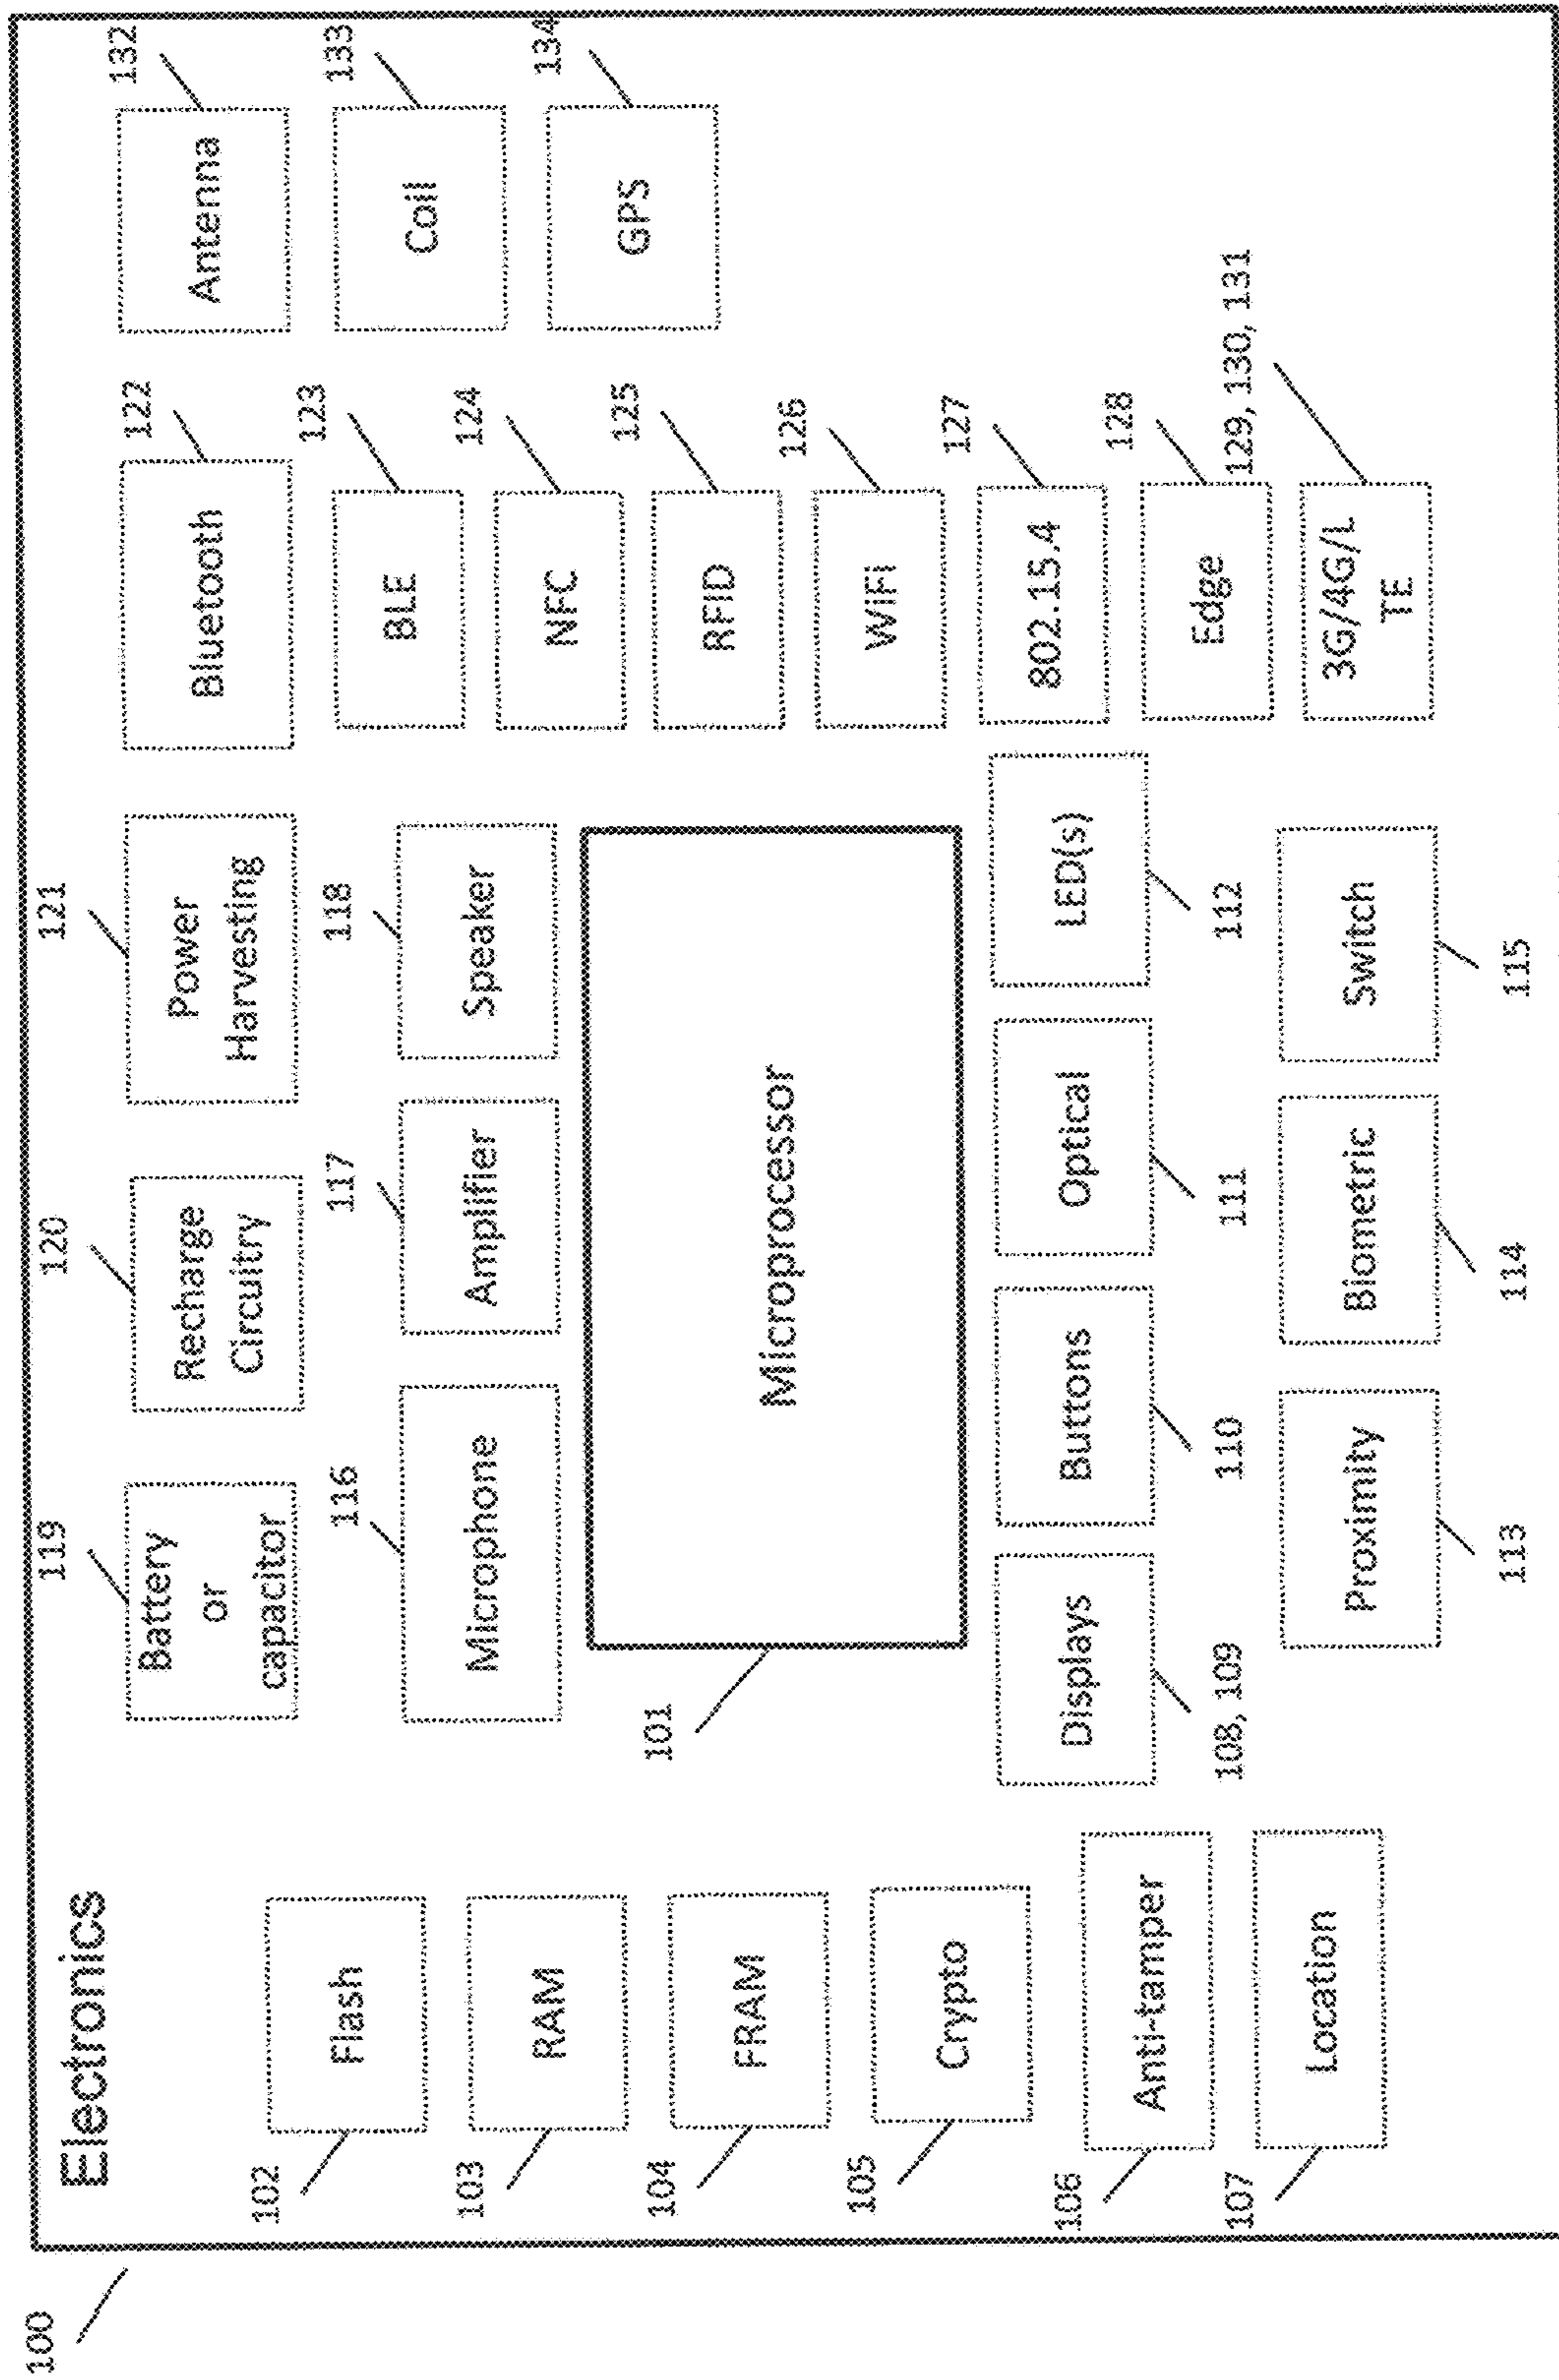 100
Electronics
102
Flash
103
RAM
104
FRAM
105
Crypto
106
Anti-tamper
107
Location
119
Battery
or
capacitor
120
Recharge
Circuitry
121
Power
Harvesting
116
Microphone
117
Amplifier
118
Speaker
101
Microprocessor
Displays
108, 109
Buttons
110
Optical
111
LED(s)
112
Proximity
113
Biometric
114
Switch
115
122
Bluetooth
123
BLE
124
NFC
125
RFID
126
WiFi
127
802.15.4
128
Edge
129, 130, 131
3G/4G/L
TE
132
Antenna
133
Coil
134
GPS